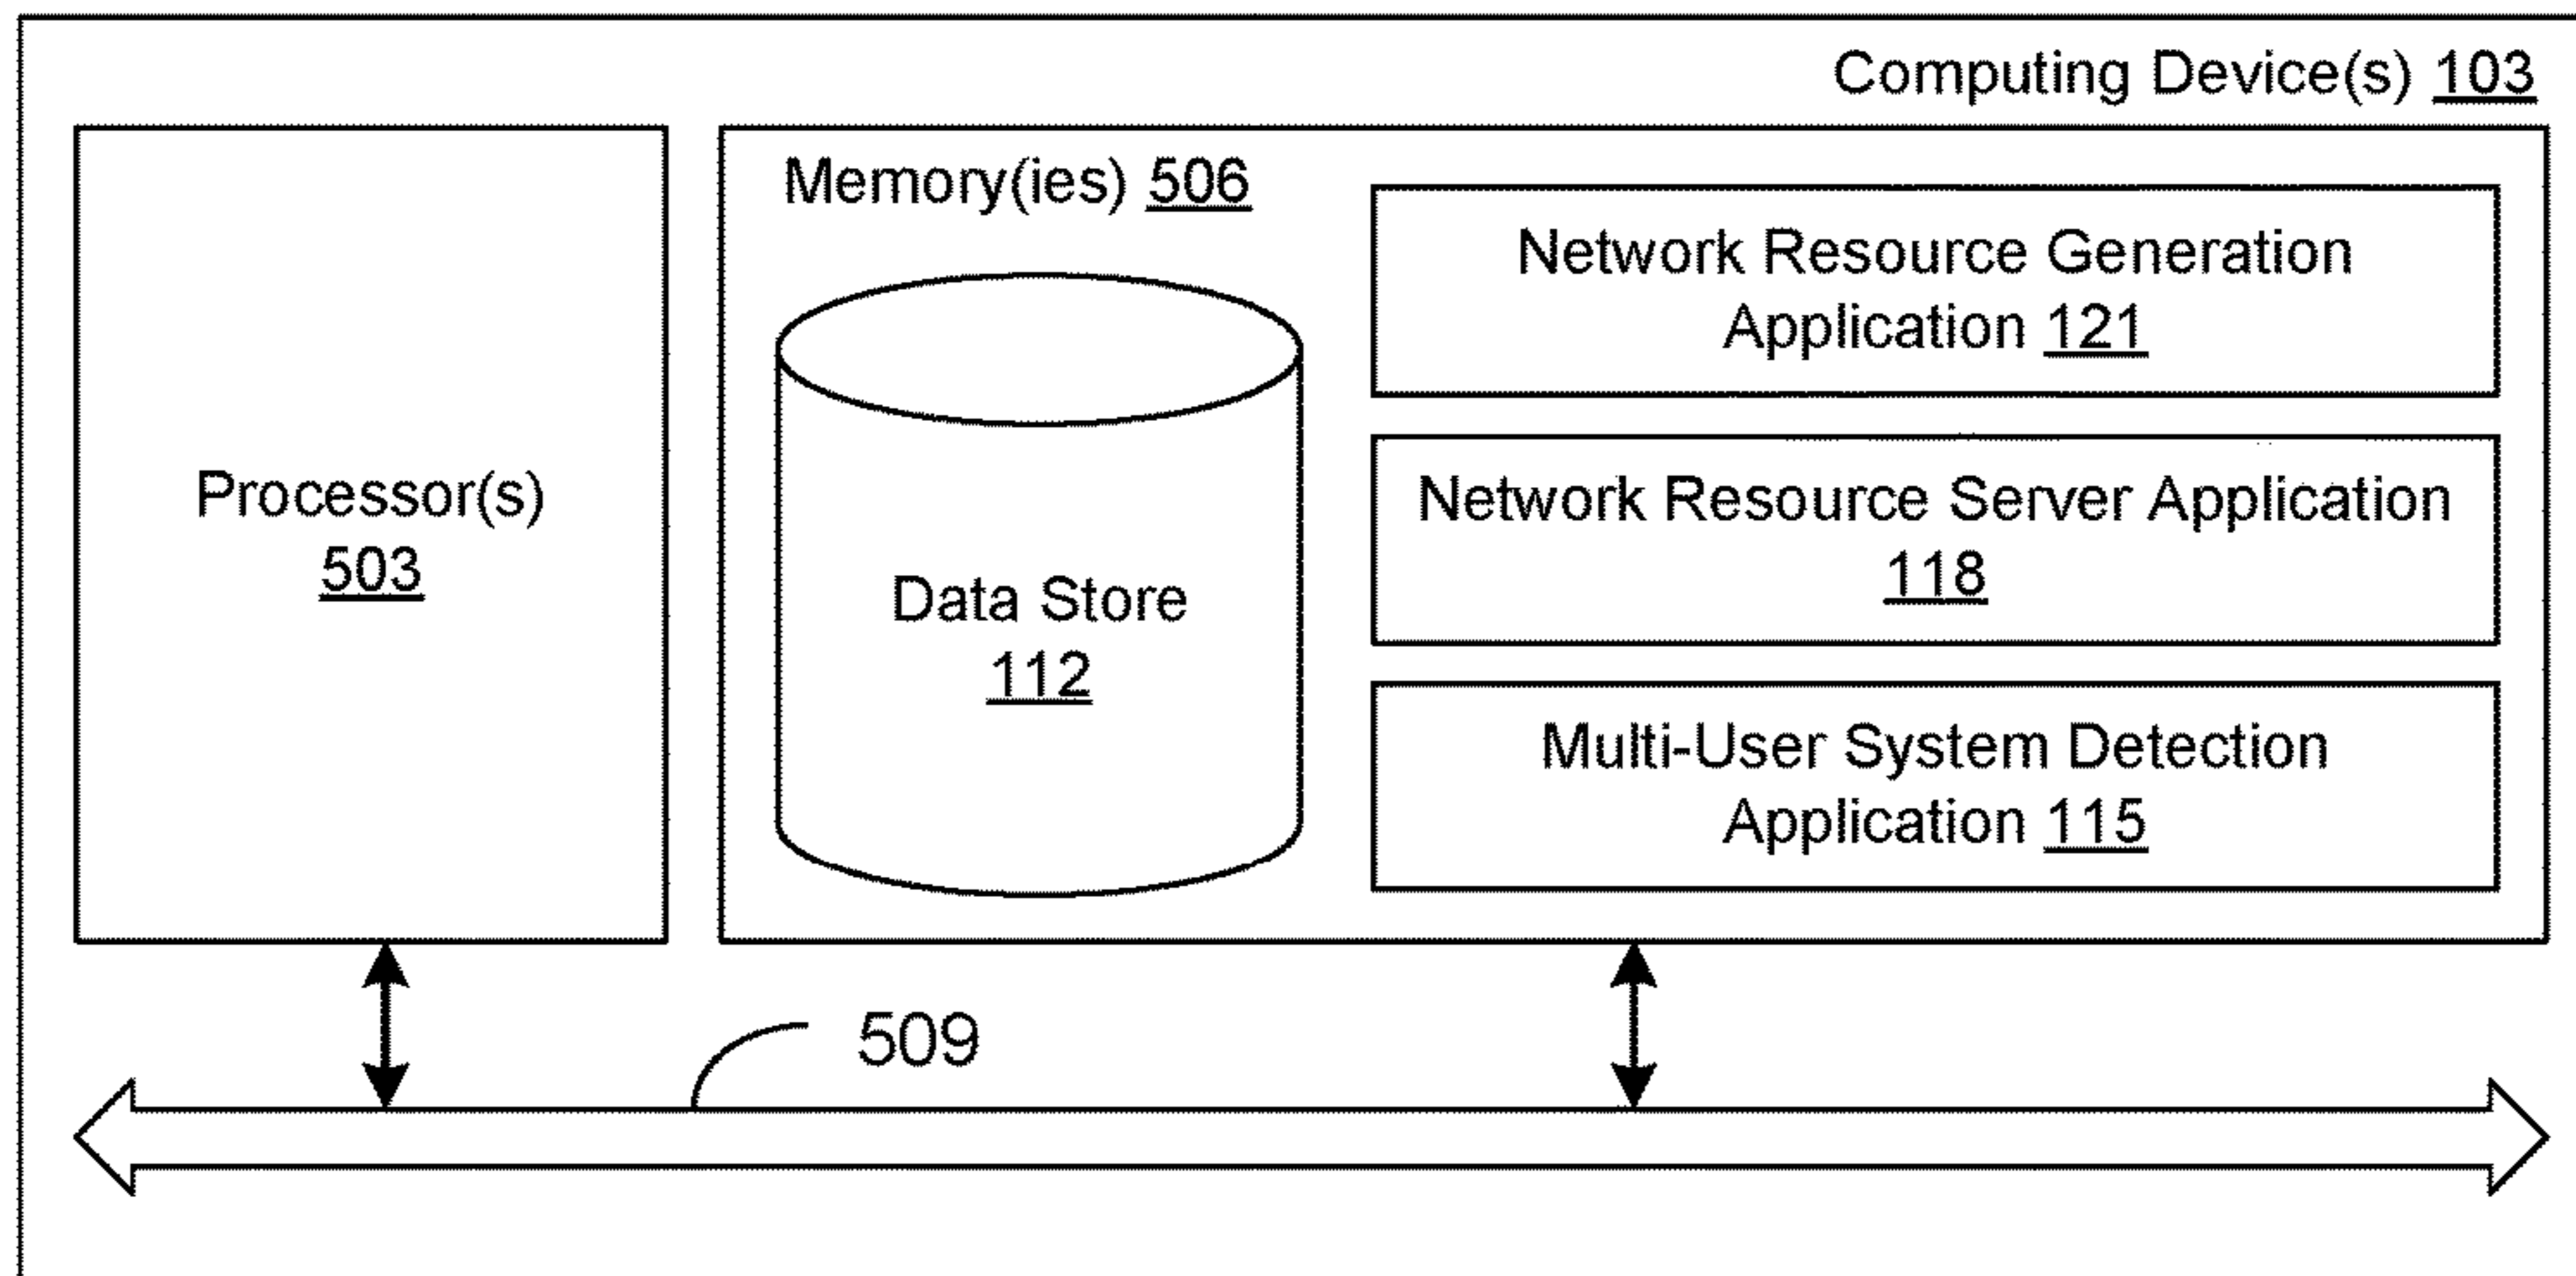 Computing Device(s) 103
Processor(s)
503
Memory(ies) 506
Data Store
112
Network Resource Generation
Application 121
Network Resource Server Application
118
Multi-User System Detection
Application 115
509